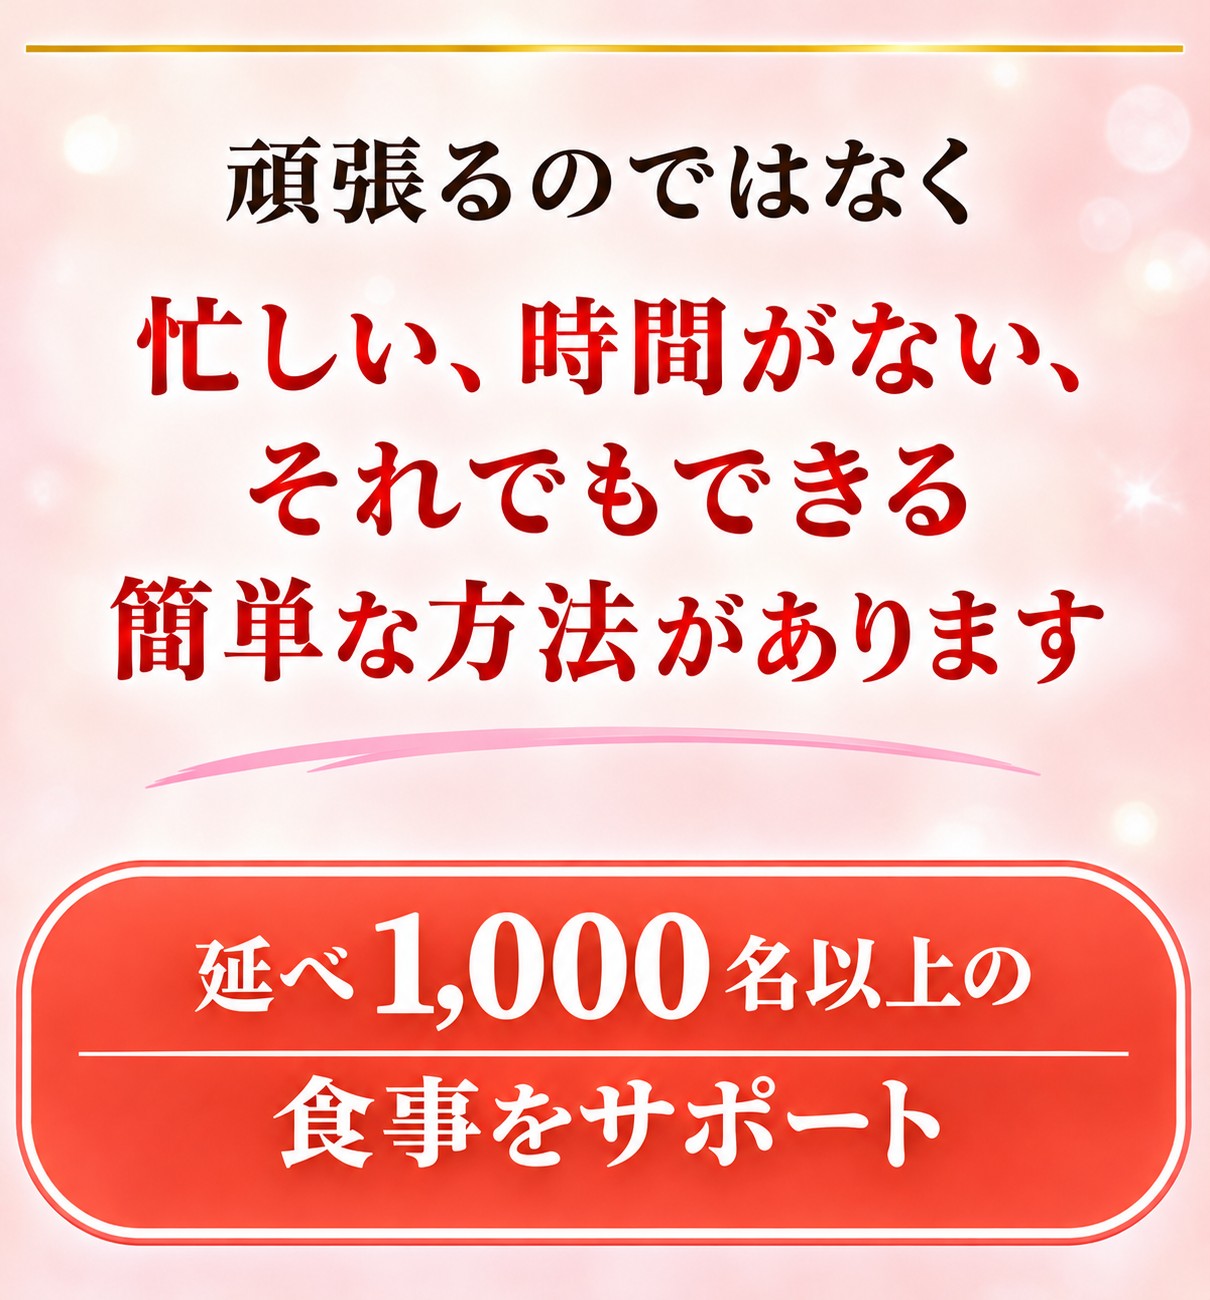 頑張るのではなく
忙しい、時間がない、
それでもできる
簡単な方法があります
延べ1,000名以上の
食事をサポート